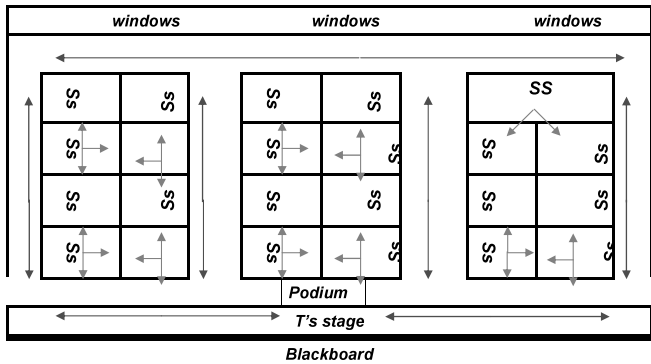 windows windows windows
Ss Ss Ss Ss SS
Ss Ss Ss Ss Ss
Ss Ss Ss Ss Ss Ss
Ss Ss Ss Ss Ss
Podium
T's stage
Blackboard